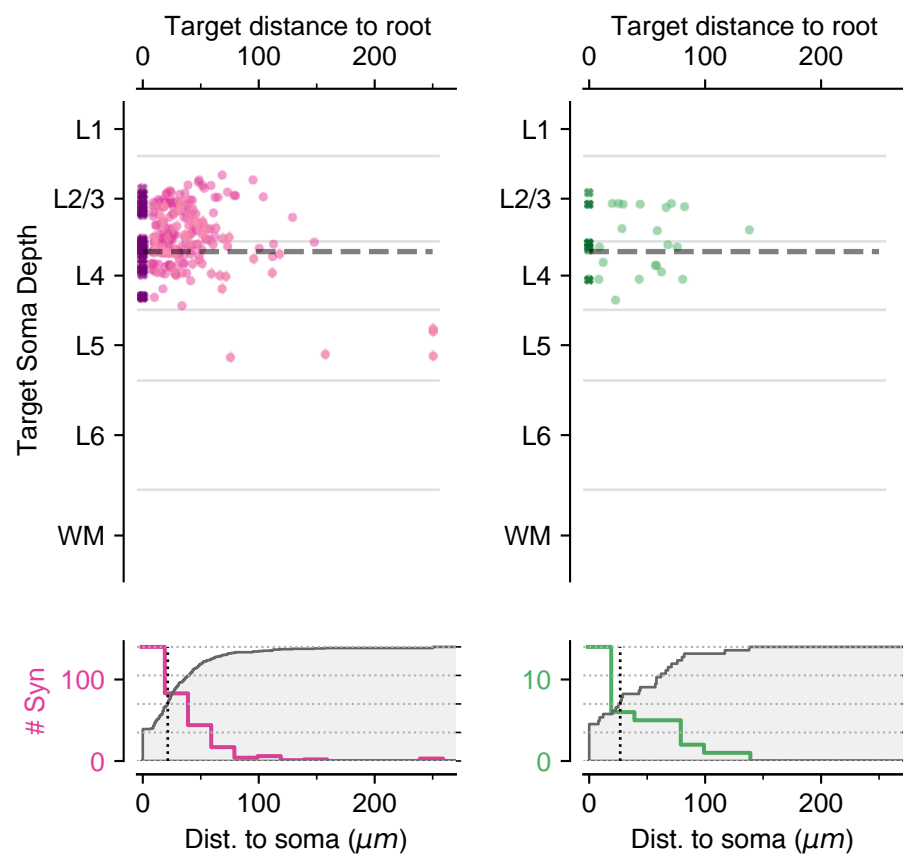 Target distance to root
0 100 200
Target distance to root
0 100 200
Target Soma Depth
L1
L2/3
L4
L5
L6
WM
L1
L2/3
L4
L5
L6
WM
# Syn
100
0
10
0
0 100 200
Dist. to soma (μm)
0 100 200
Dist. to soma (μm)